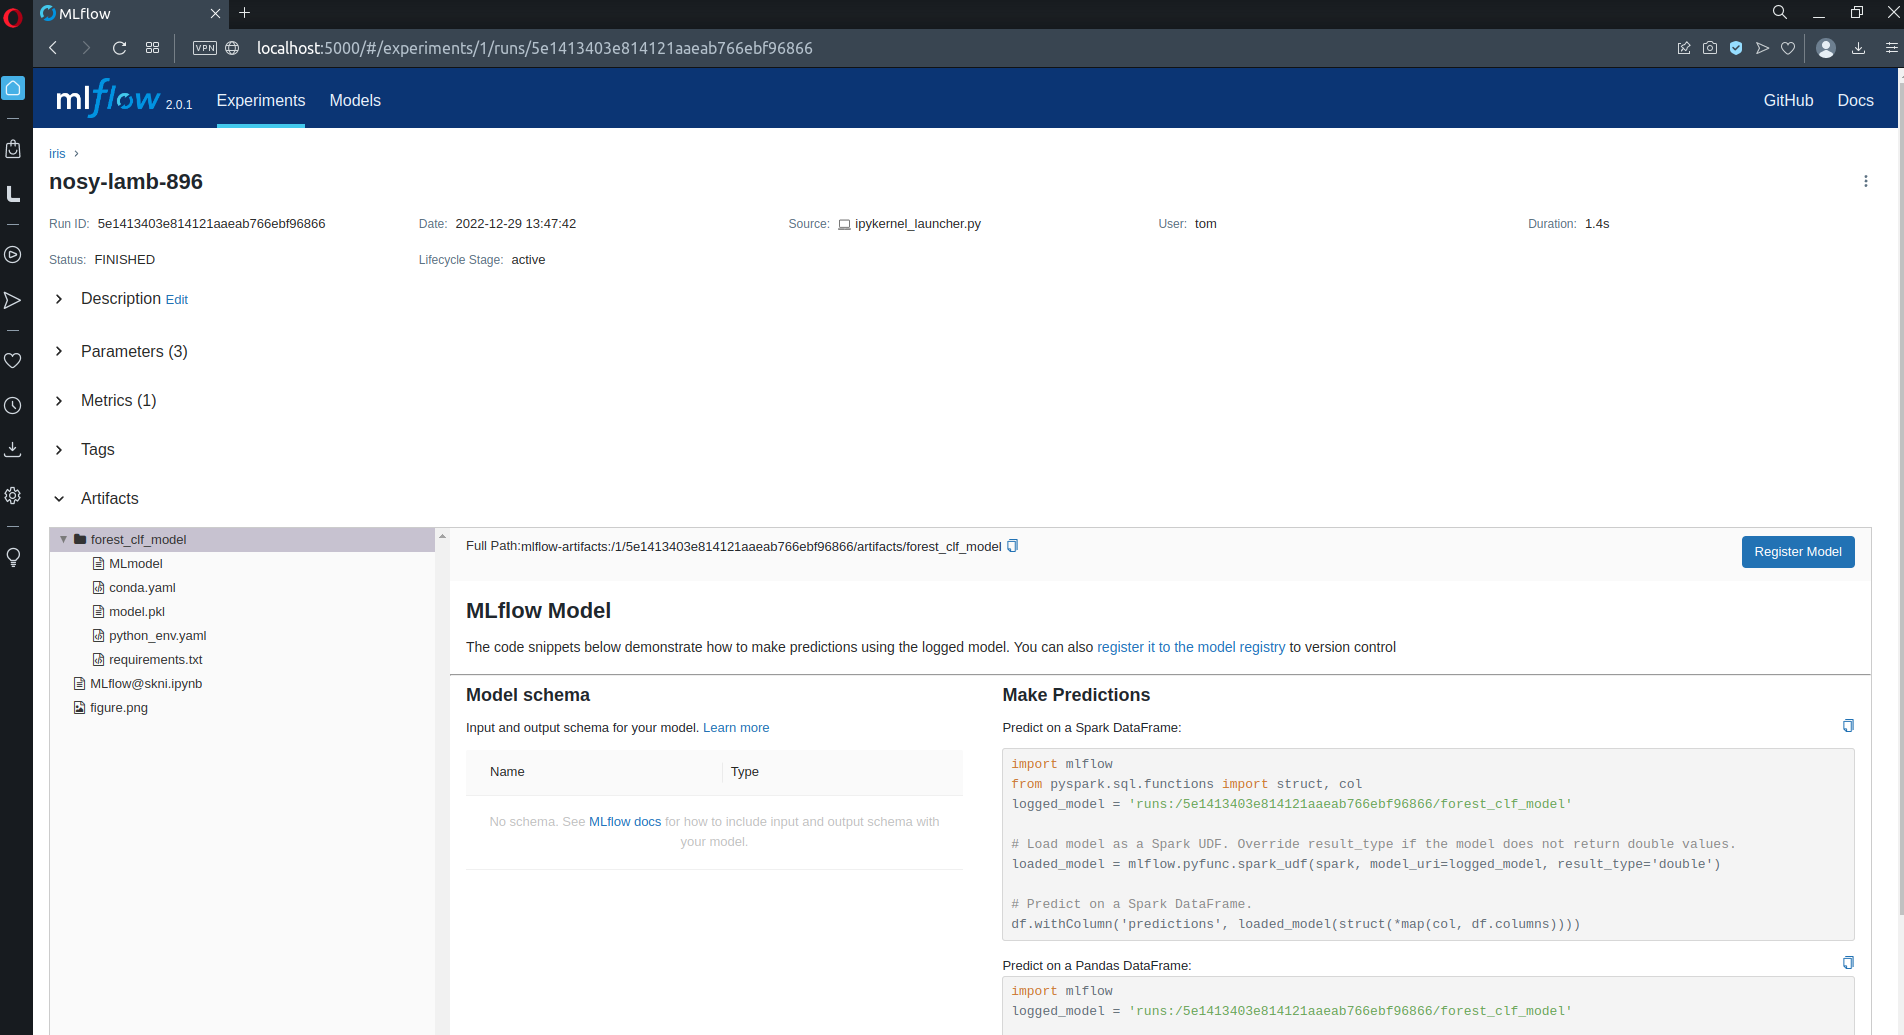 MLflow
VPN localhost:5000/#/experiments/1/runs/5e1413403e814121aaeab766ebf96866
mlflow 2.0.1 Experiments Models GitHub Docs
iris
nosy-lamb-896
Run ID: 5e1413403e814121aaeab766ebf96866 Date: 2022-12-29 13:47:42 Source: ipykernel_launcher.py User: tom Duration: 1.4s
Status: FINISHED Lifecycle Stage: active
Description Edit
Parameters (3)
Metrics (1)
Tags
Artifacts
forest_clf_model
MLmodel
conda.yaml
model.pkl
python_env.yaml
requirements.txt
MLflow@skni.ipynb
figure.png
Full Path:mlflow-artifacts:/1/5e1413403e814121aaeab766ebf96866/artifacts/forest_clf_model
Register Model
MLflow Model
The code snippets below demonstrate how to make predictions using the logged model. You can also register it to the model registry to version control
Model schema
Input and output schema for your model. Learn more
Name Type
No schema. See MLflow docs for how to include input and output schema with
your model.
Make Predictions
Predict on a Spark DataFrame:
import mlflow
from pyspark.sql.functions import struct, col
logged_model = 'runs:/5e1413403e814121aaeab766ebf96866/forest_clf_model'
# Load model as a Spark UDF. Override result_type if the model does not return double values.
loaded_model = mlflow.pyfunc.spark_udf(spark, model_uri=logged_model, result_type='double')
# Predict on a Spark DataFrame.
df.withColumn('predictions', loaded_model(struct(*map(col, df.columns))))
Predict on a Pandas DataFrame:
import mlflow
logged_model = 'runs:/5e1413403e814121aaeab766ebf96866/forest_clf_model'